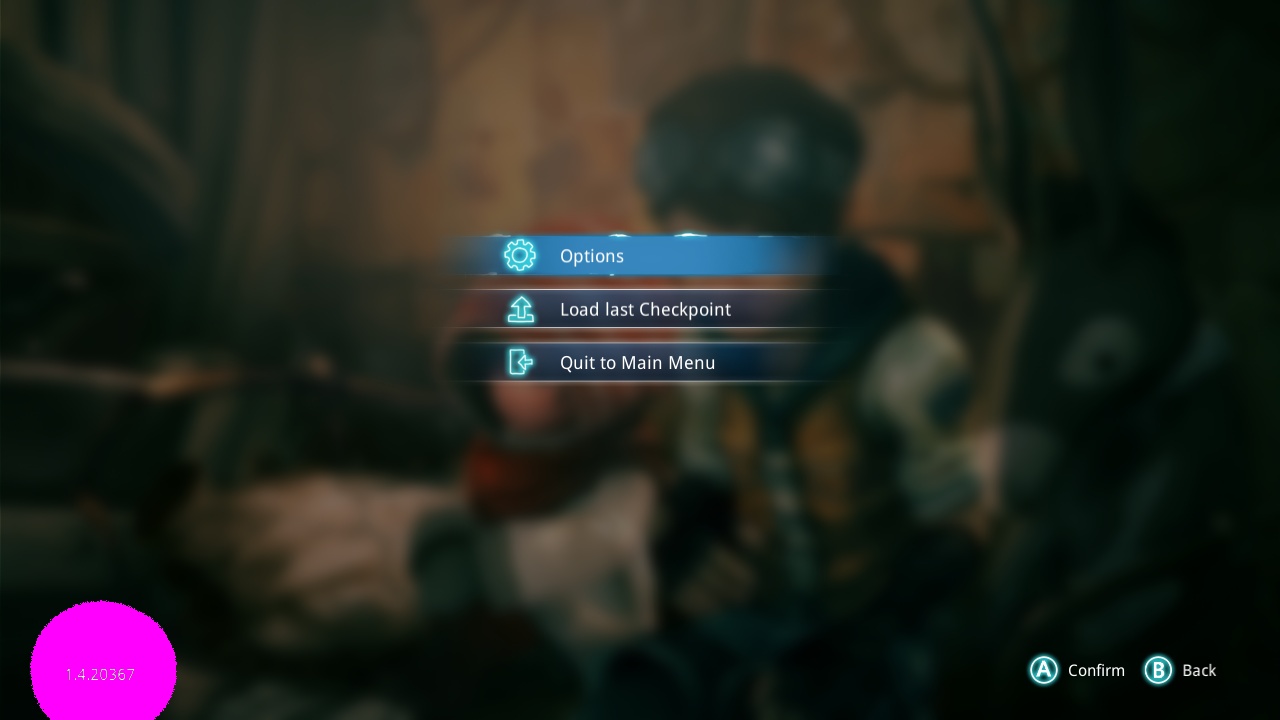 Options
Load last Checkpoint
Quit to Main Menu
1.4.20367
A Confirm B Back